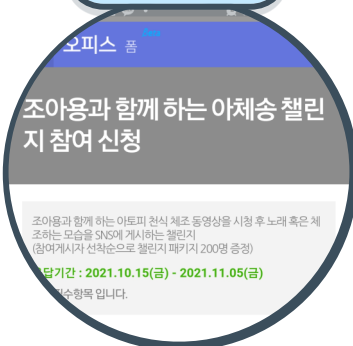 오피스 폼
조아용과 함께 하는 아체송 챌린
지 참여 신청
조아용과 함께 하는 아토피 천식 체조 동영상을 시청 후 노래 혹은 체
조하는 모습을 SNS에 게시하는 챌린지
(참여게시자 선착순으로 챌린지 패키지 200명 증정)
답기간 : 2021.10.15(금) - 2021.11.05(금)
필수항목 입니다.